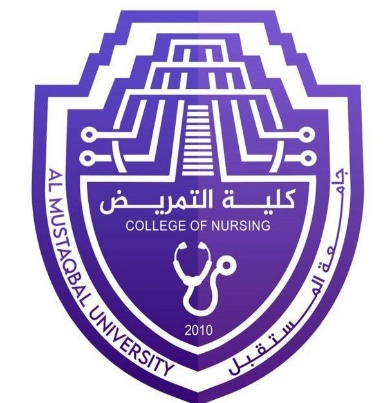 كلية التمريض
COLLEGE OF NURSING
2010
AL MUSTAQBAL UNIVERSITY
جامعة المستقبل